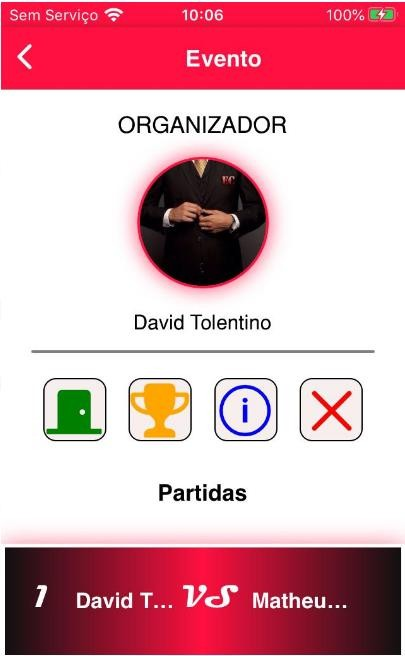 Sem Serviço 10:06 100%
Evento
ORGANIZADOR
EC
David Tolentino
i
Partidas
1 David T... VS Matheu...